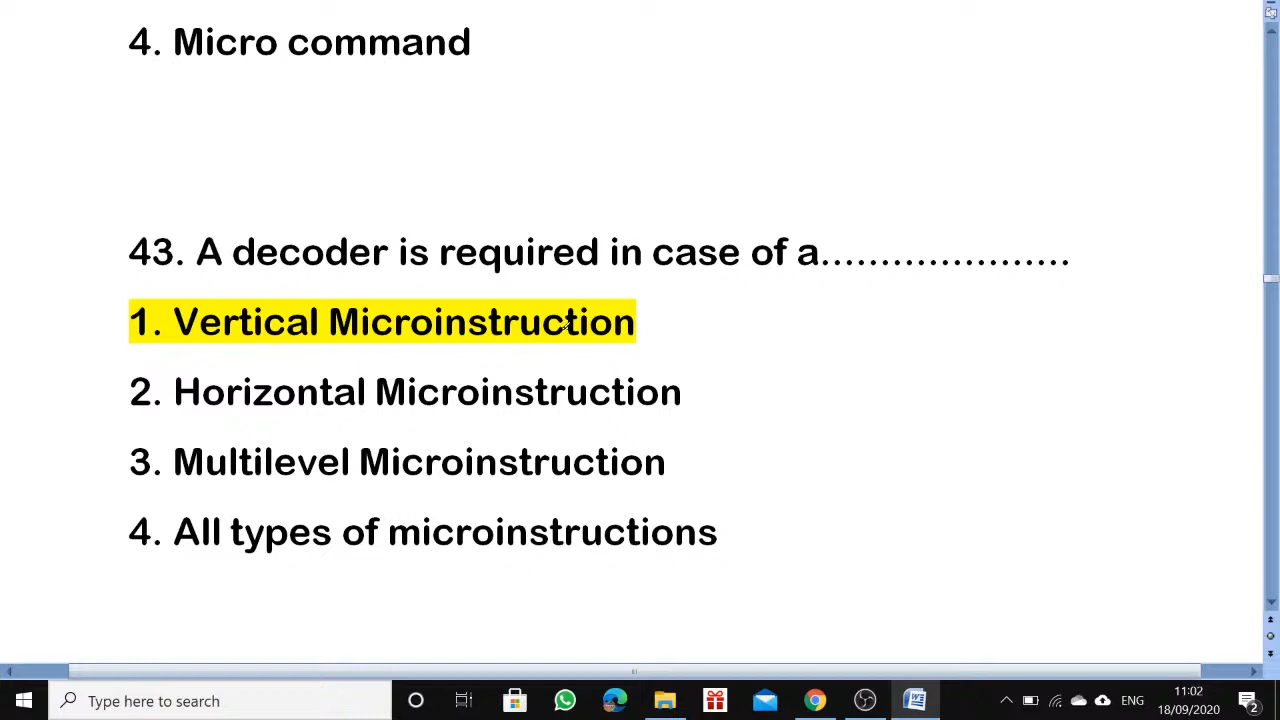 4. Micro command
43. A decoder is required in case of a.....................
1. Vertical Microinstruction
2. Horizontal Microinstruction
3. Multilevel Microinstruction
4. All types of microinstructions
Type here to search
ENG
11:02
18/09/2020
2